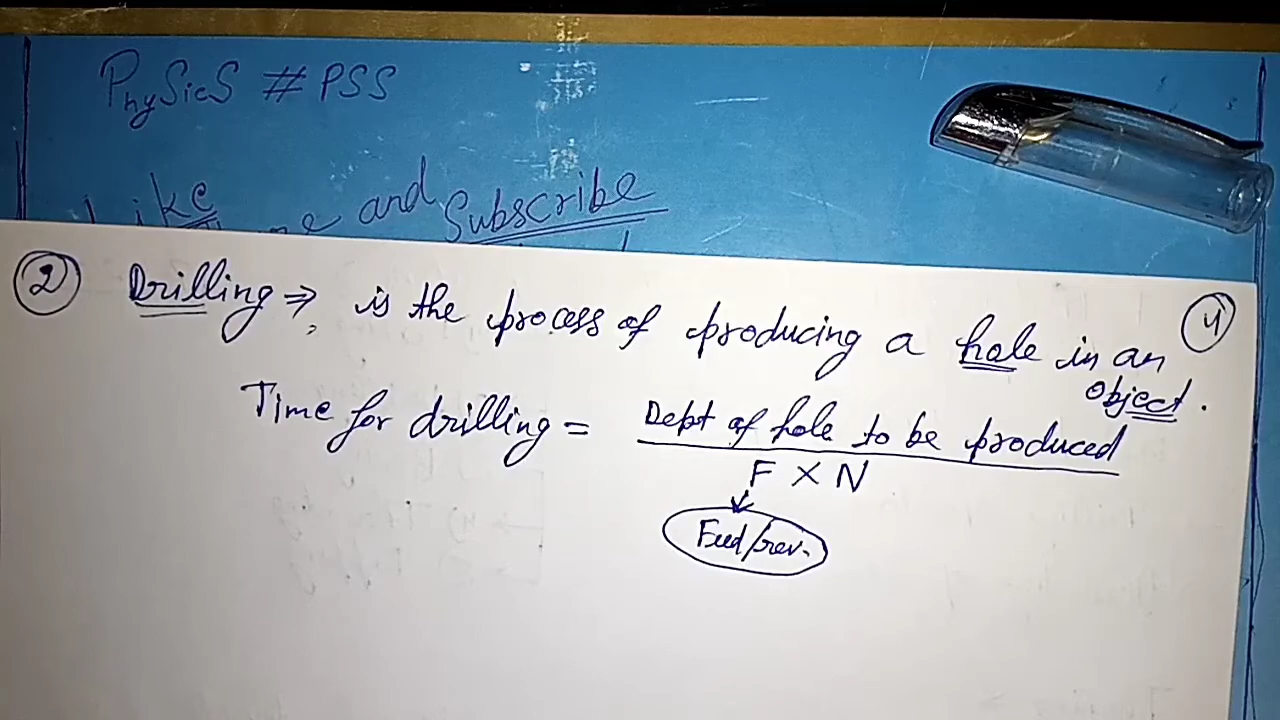 PhySicS # PSS
Like and Subscribe
② Drilling ⇒ is the process of producing a hole in an object.
④
Time for drilling = Dept of hole to be produced
F × N
Feed/rev.